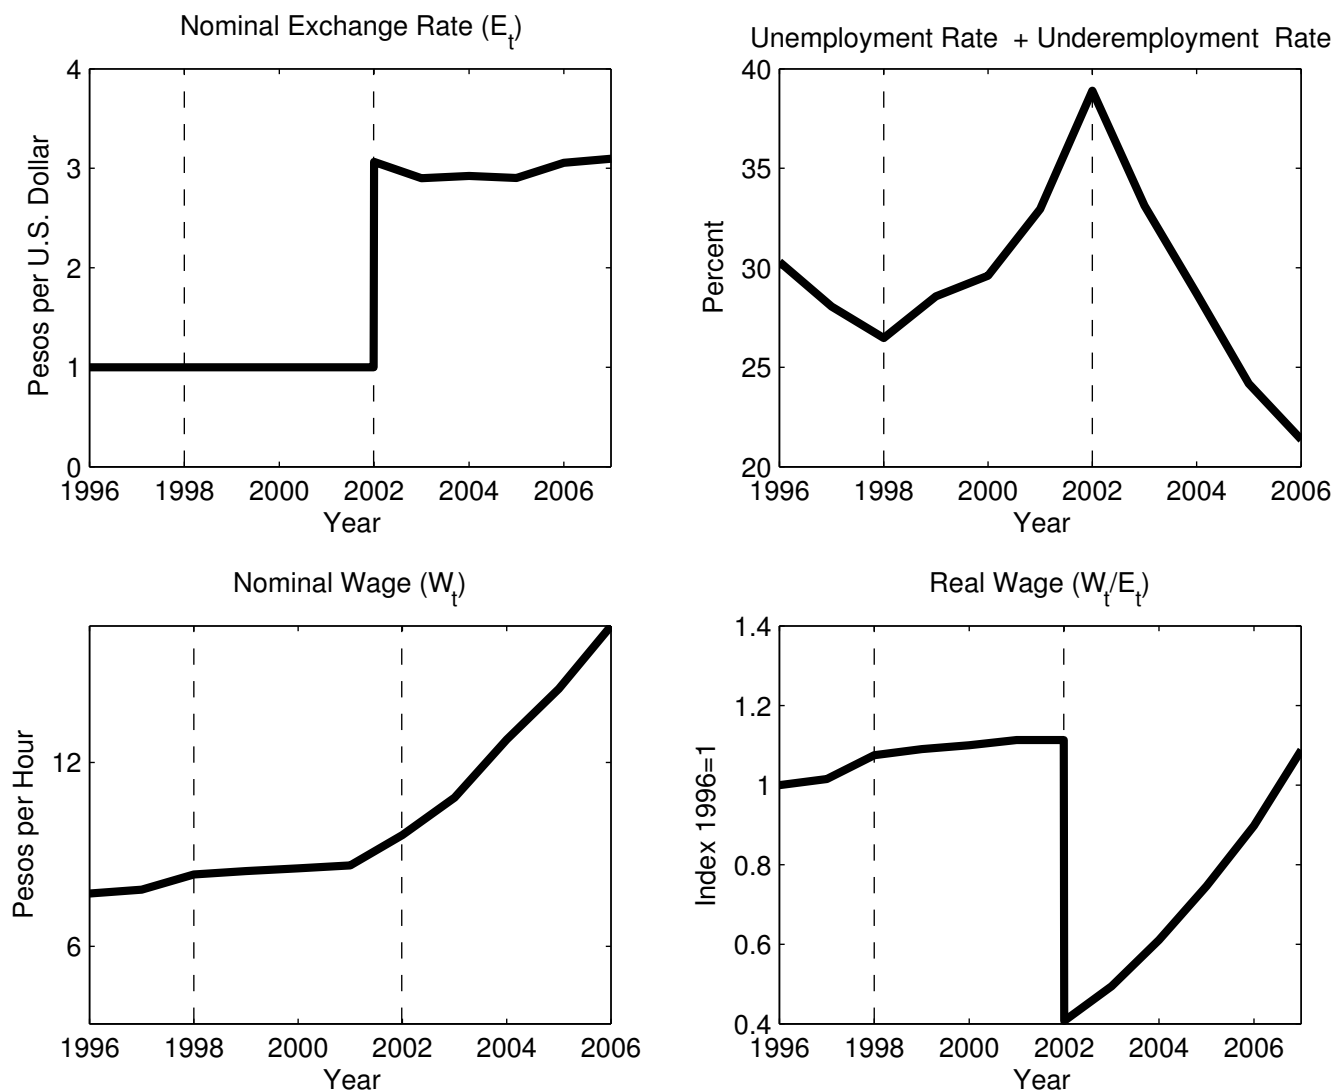 Nominal Exchange Rate (E_t)
Pesos per U.S. Dollar
4
3
2
1
0
1996 1998 2000 2002 2004 2006
Year
Unemployment Rate + Underemployment Rate
Percent
40
35
30
25
20
1996 1998 2000 2002 2004 2006
Year
Nominal Wage (W_t)
Pesos per Hour
12
6
1996 1998 2000 2002 2004 2006
Year
Real Wage (W_t/E_t)
Index 1996=1
1.4
1.2
1
0.8
0.6
0.4
1996 1998 2000 2002 2004 2006
Year